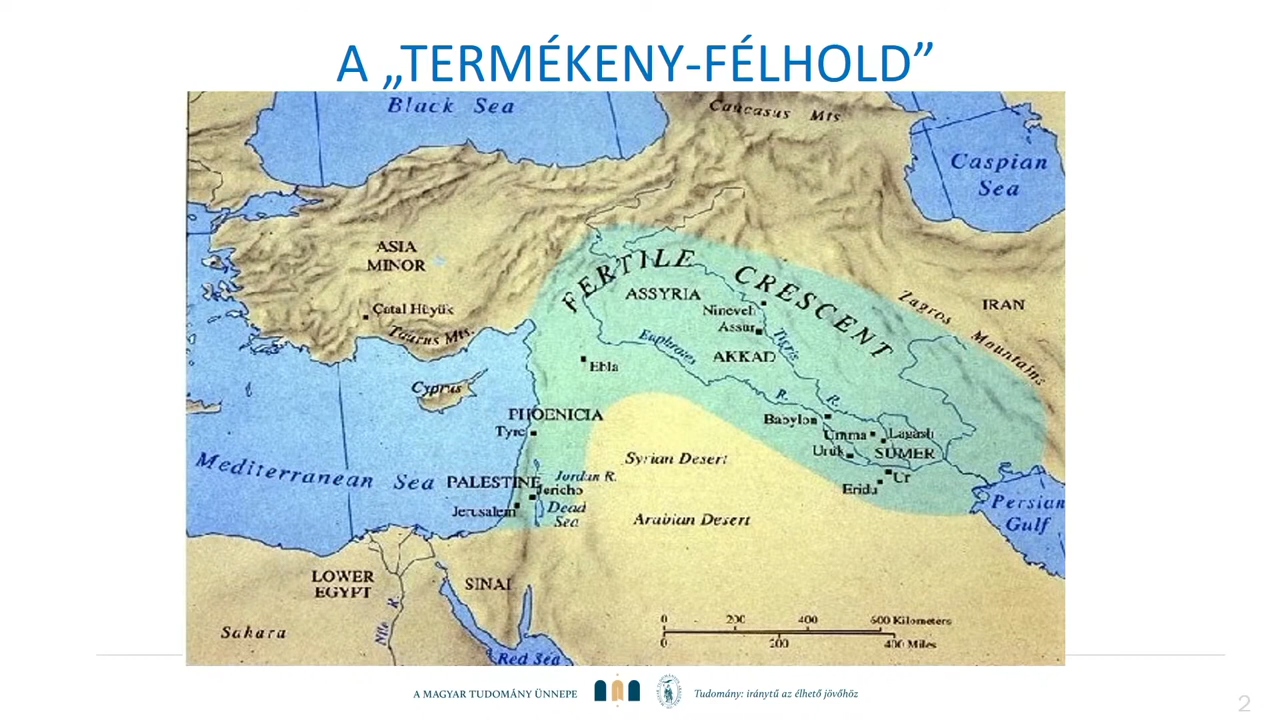 A „TERMÉKENY-FÉLHOLD”
Black Sea
Caucasus Mts
Caspian
Sea
ASIA
MINOR
FERTILE CRESCENT
ASSYRIA
Zagros Mountains
IRAN
Çatal Hüyük
Taurus Mts.
Nineveh
Assur
Tigris R.
Euphrates R.
AKKAD
Ebla
Cyprus
PHOENICIA
Tyre
Babylon
Umma
Lagash
Uruk
SUMER
Ur
Eridu
Syrian Desert
Mediterranean Sea
PALESTINE
Jordan R.
Jericho
Jerusalem
Dead
Sea
Arabian Desert
Persian
Gulf
LOWER
EGYPT
SINAI
Nile R.
Sahara
Red Sea
0 200 400 600 Kilometers
0 200 400 Miles
A MAGYAR TUDOMÁNY ÜNNEPE
Tudomány: iránytű az élhető jövőhöz
2